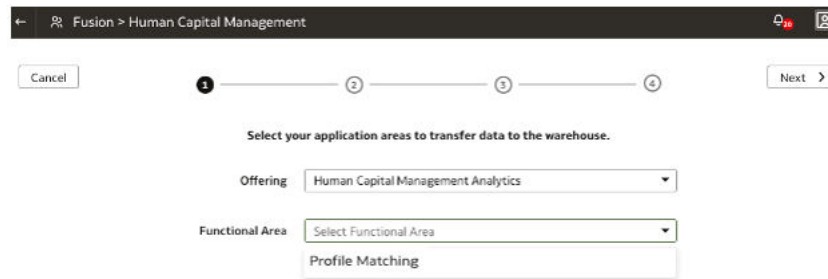 ← Fusion > Human Capital Management 20
Cancel 1 2 3 4 Next >
Select your application areas to transfer data to the warehouse.
Offering Human Capital Management Analytics
Functional Area Select Functional Area
Profile Matching